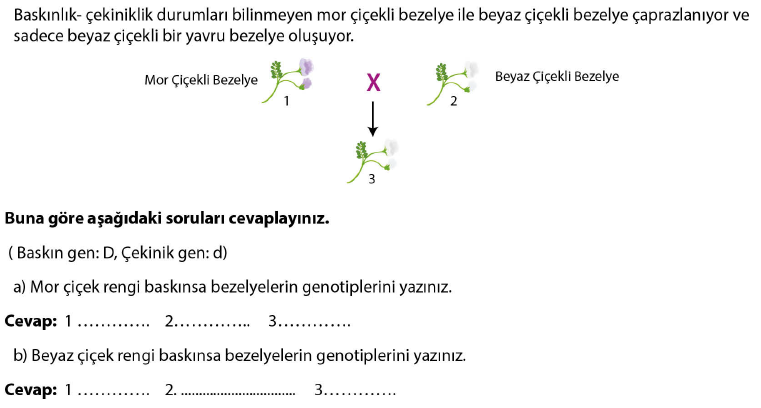 Baskınlık- çekiniklik durumları bilinmeyen mor çiçekli bezelye ile beyaz çiçekli bezelye çaprazlanıyor ve
sadece beyaz çiçekli bir yavru bezelye oluşuyor.
Mor Çiçekli Bezelye
1
X
2
Beyaz Çiçekli Bezelye
3
Buna göre aşağıdaki soruları cevaplayınız.
( Baskın gen: D, Çekinik gen: d)
a) Mor çiçek rengi baskınsa bezelyelerin genotiplerini yazınız.
Cevap: 1 …………. 2………….. 3………….
b) Beyaz çiçek rengi baskınsa bezelyelerin genotiplerini yazınız.
Cevap: 1 …………. 2. ................................ 3………….